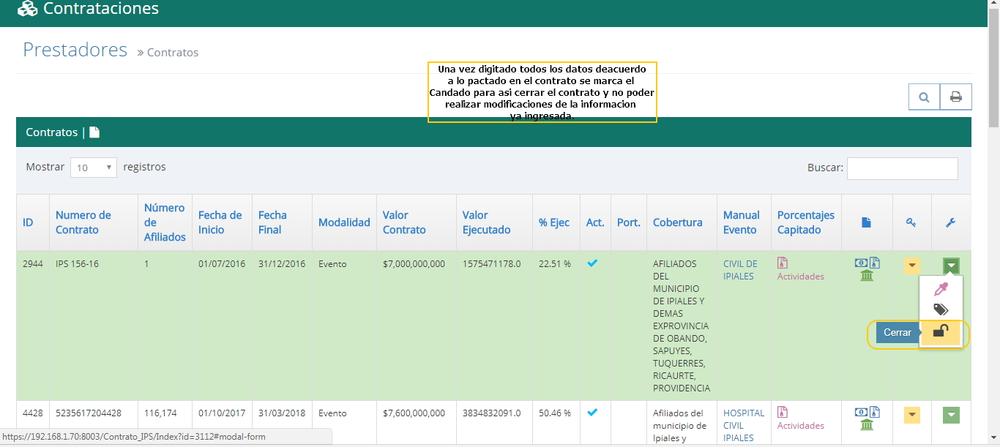 Contrataciones
Prestadores » Contratos
Una vez digitado todos los datos deacuerdo
a lo pactado en el contrato se marca el
Candado para asi cerrar el contrato y no poder
realizar modificaciones de la informacion
ya ingresada.
Contratos |
Mostrar 10 registros
Buscar:
ID
Numero de
Contrato
Número
de
Afiliados
Fecha de
Inicio
Fecha
Final
Modalidad
Valor
Contrato
Valor
Ejecutado
% Ejec
Act.
Port.
Cobertura
Manual
Evento
Porcentajes
Capitado
2944
IPS 156-16
1
01/07/2016
31/12/2016
Evento
$7,000,000,000
1575471178.0
22.51 %
AFILIADOS
DEL
MUNICIPIO
DE IPIALES Y
DEMAS
EXPROVINCIA
DE OBANDO,
SAPUYES,
TUQUERRES,
RICAURTE,
PROVIDENCIA
CIVIL DE
IPIALES
Actividades
Cerrar
4428
5235617204428
116,174
01/10/2017
31/03/2018
Evento
$7,600,000,000
3834832091.0
50.46 %
Afiliados del
municipio de
Ipiales y
HOSPITAL
CIVIL
IPIALES
Actividades
https://192.168.1.70:8003/Contrato_IPS/Index?id=3112#modal-form